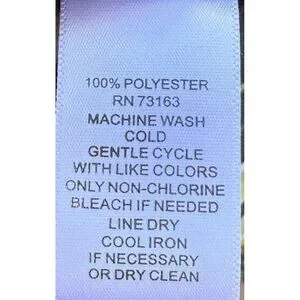 100% POLYESTER
RN 73163
MACHINE WASH
COLD
GENTLE CYCLE
WITH LIKE COLORS
ONLY NON-CHLORINE
BLEACH IF NEEDED
LINE DRY
COOL IRON
IF NECESSARY
OR DRY CLEAN